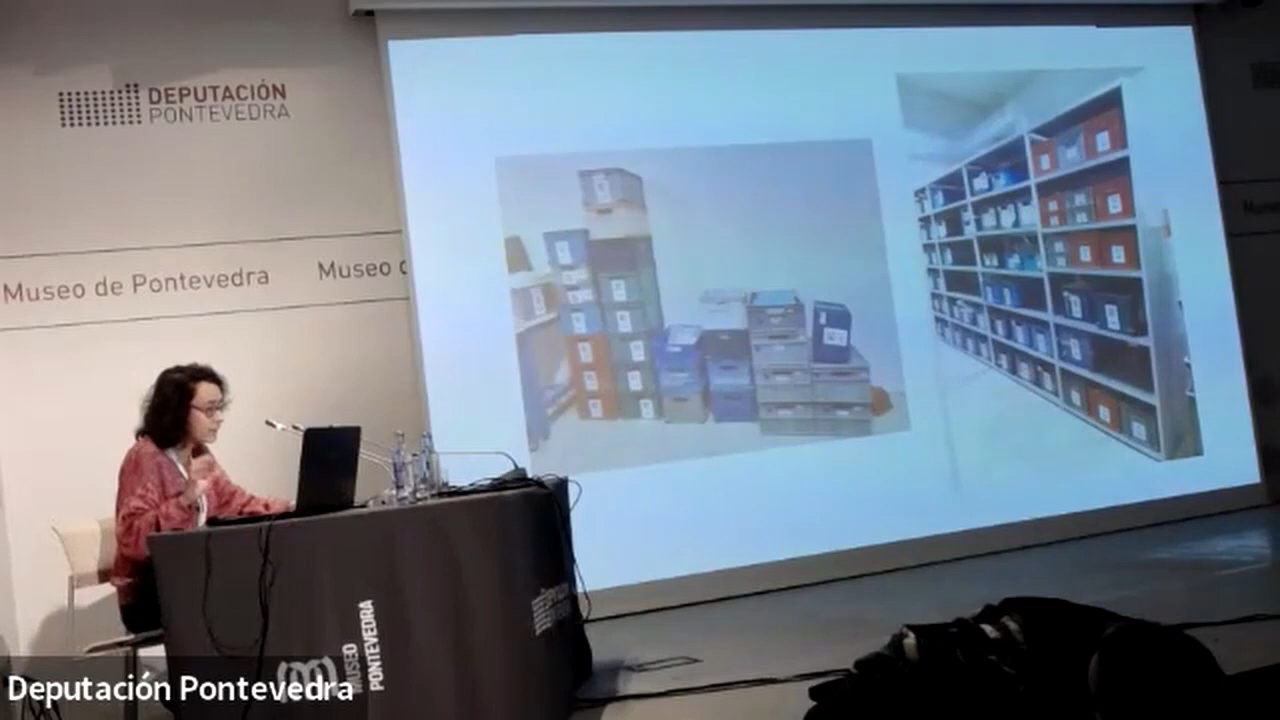 DEPUTACIÓN
PONTEVEDRA
Museo de Pontevedra
Museo
MUSEO
PONTEVEDRA
Deputación Pontevedra